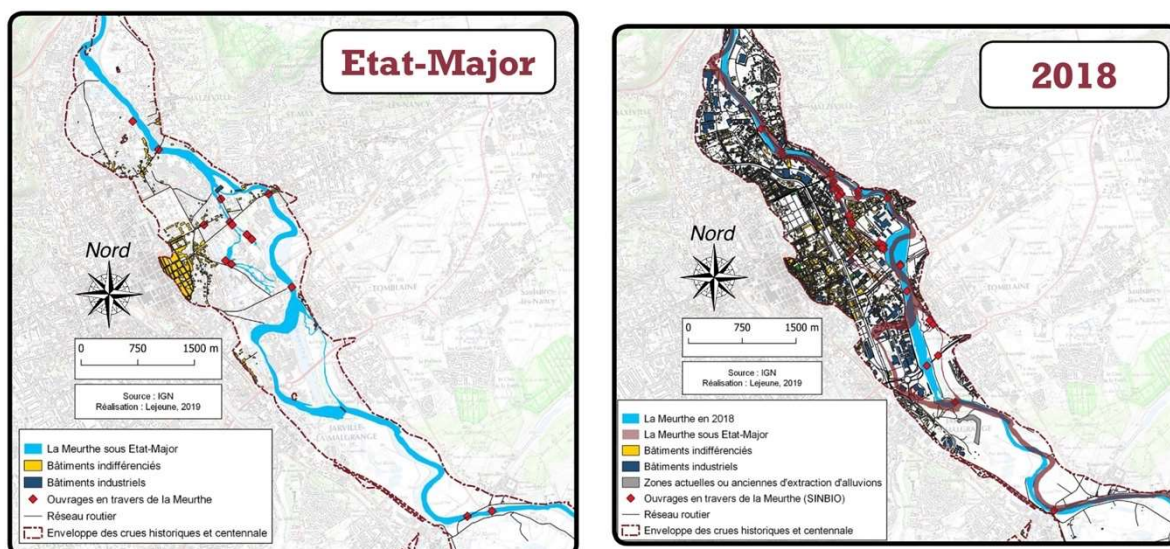 Etat-Major
MALZEVILLE
Nord
TOMBLAINE
0 750 1500 m
Source : IGN
Réalisation : Lejeune, 2019
JARVILLE-
LA-MALGRANGE
La Meurthe sous Etat-Major
Bâtiments indifférenciés
Bâtiments industriels
Ouvrages en travers de la Meurthe
Réseau routier
Enveloppe des crues historiques et centennale
2018
Nord
TOMBLAINE
0 750 1500 m
Source : IGN
Réalisation : Lejeune, 2019
La Meurthe en 2018
La Meurthe sous Etat-Major
Bâtiments indifférenciés
Bâtiments industriels
Zones actuelles ou anciennes d'extraction d'alluvions
Ouvrages en travers de la Meurthe (SINBIO)
Réseau routier
Enveloppe des crues historiques et centennale